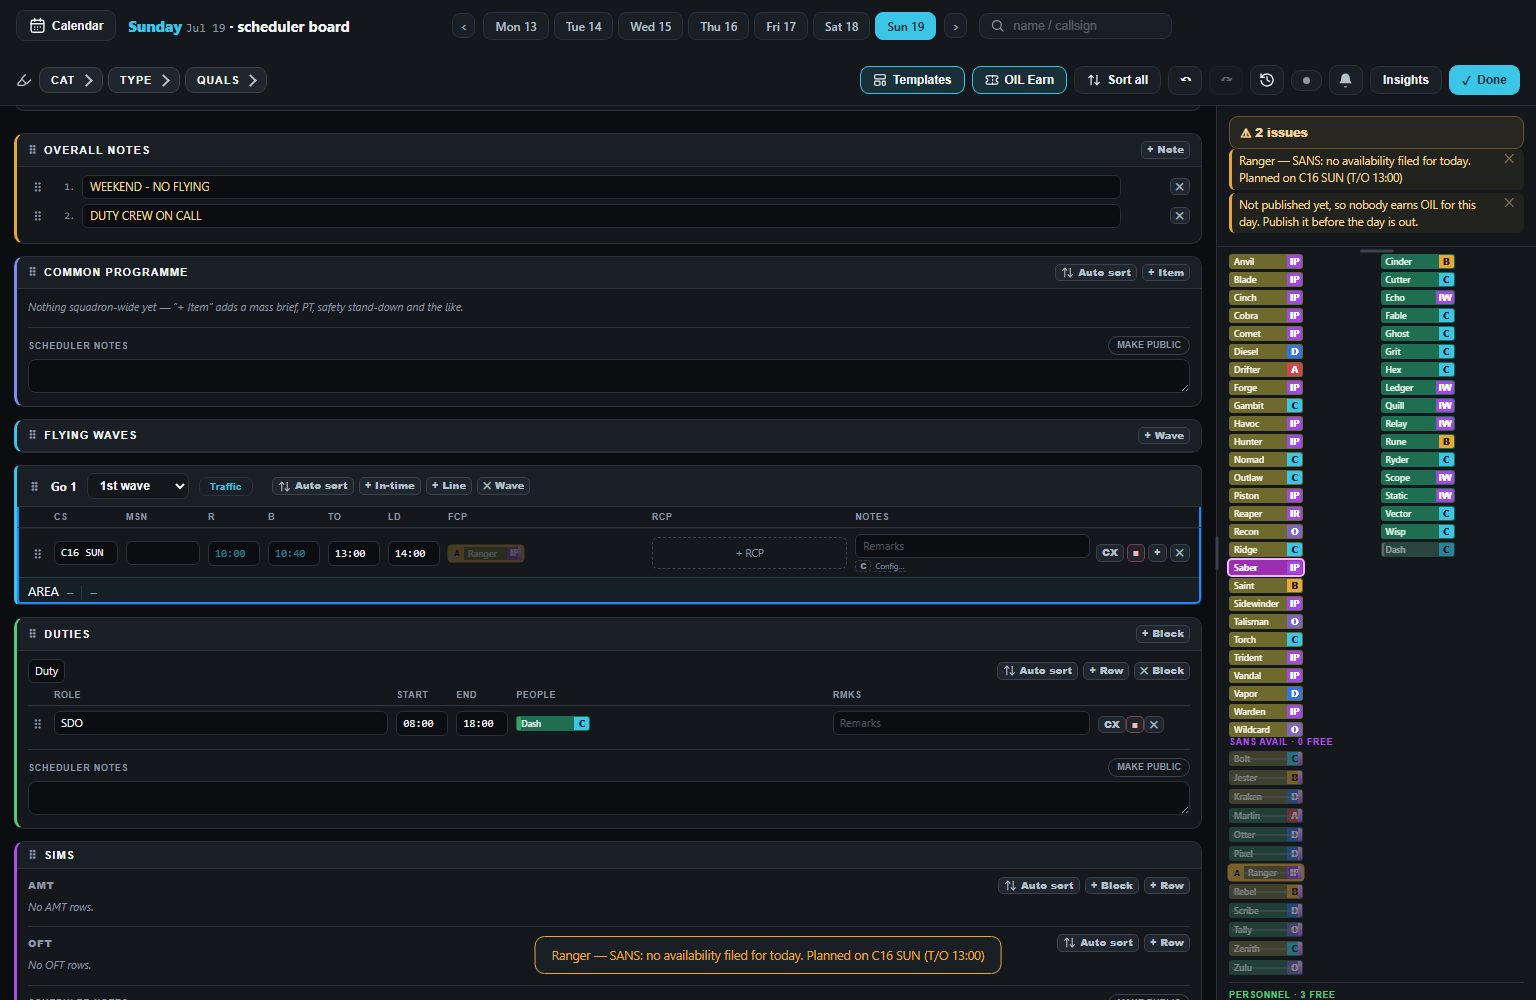 Calendar
Sunday Jul 19 · scheduler board
‹ Mon 13 Tue 14 Wed 15 Thu 16 Fri 17 Sat 18 Sun 19 ›
name / callsign
CAT TYPE QUALS
Templates OIL Earn Sort all Insights ✓ Done
OVERALL NOTES
+ Note
1. WEEKEND - NO FLYING
2. DUTY CREW ON CALL
COMMON PROGRAMME
Auto sort + Item
Nothing squadron-wide yet — "+ Item" adds a mass brief, PT, safety stand-down and the like.
SCHEDULER NOTES
MAKE PUBLIC
FLYING WAVES
+ Wave
Go 1 1st wave Traffic Auto sort + In-time + Line ✕ Wave
CS MSN R B TO LD FCP RCP NOTES
C16 SUN 10:00 10:40 13:00 14:00 A Ranger IP + RCP Remarks CX + ✕
C Config...
AREA – –
DUTIES
+ Block
Duty
Auto sort + Row ✕ Block
ROLE START END PEOPLE RMKS
SDO 08:00 18:00 Dash C Remarks CX ✕
SCHEDULER NOTES
MAKE PUBLIC
SIMS
AMT
Auto sort + Block + Row
No AMT rows.
OFT
Auto sort + Row
No OFT rows.
Ranger — SANS: no availability filed for today. Planned on C16 SUN (T/O 13:00)
⚠ 2 issues
Ranger — SANS: no availability filed for today.
Planned on C16 SUN (T/O 13:00)
Not published yet, so nobody earns OIL for this
day. Publish it before the day is out.
Anvil IP
Blade IP
Cinch IP
Cobra IP
Comet IP
Diesel D
Drifter A
Forge IP
Gambit C
Havoc IP
Hunter IP
Nomad C
Outlaw C
Piston IP
Reaper IR
Recon O
Ridge C
Saber IP
Saint B
Sidewinder IP
Talisman O
Torch C
Trident IP
Vandal IP
Vapor D
Warden IP
Wildcard O
Cinder B
Cutter C
Echo IW
Fable C
Ghost C
Grit C
Hex C
Ledger IW
Quill IW
Relay IW
Rune B
Ryder C
Scope IW
Static IW
Vector C
Wisp C
Dash C
SANS AVAIL · 0 FREE
Bolt C
Jester B
Kraken D
Marlin A
Otter D
Pixel D
A Ranger IP
Rebel B
Scribe D
Tally O
Zenith C
Zulu O
PERSONNEL · 3 FREE